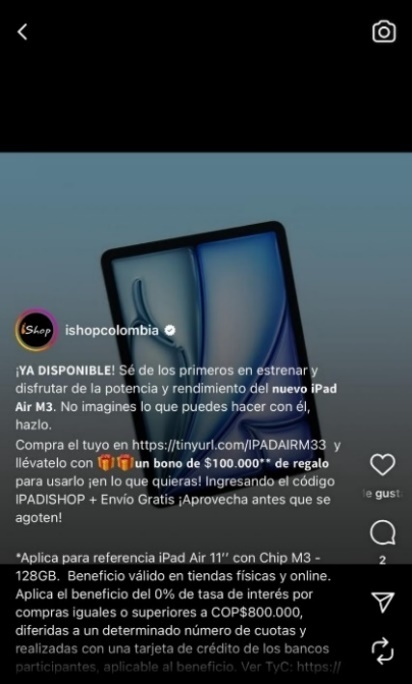 iShop ishopcolombia
¡YA DISPONIBLE! Sé de los primeros en estrenar y
disfrutar de la potencia y rendimiento del nuevo iPad
Air M3. No imagines lo que puedes hacer con él,
hazlo.
Compra el tuyo en https://tinyurl.com/IPADAIRM33 y
llévatelo con 🎁🎁un bono de $100.000** de regalo
para usarlo ¡en lo que quieras! Ingresando el código
IPADISHOP + Envío Gratis ¡Aprovecha antes que se
agoten!
le gust
2
*Aplica para referencia iPad Air 11’’ con Chip M3 -
128GB. Beneficio válido en tiendas físicas y online.
Aplica el beneficio del 0% de tasa de interés por
compras iguales o superiores a COP$800.000,
diferidas a un determinado número de cuotas y
realizadas con una tarjeta de crédito de los bancos
participantes, aplicable al beneficio. Ver TyC: https://